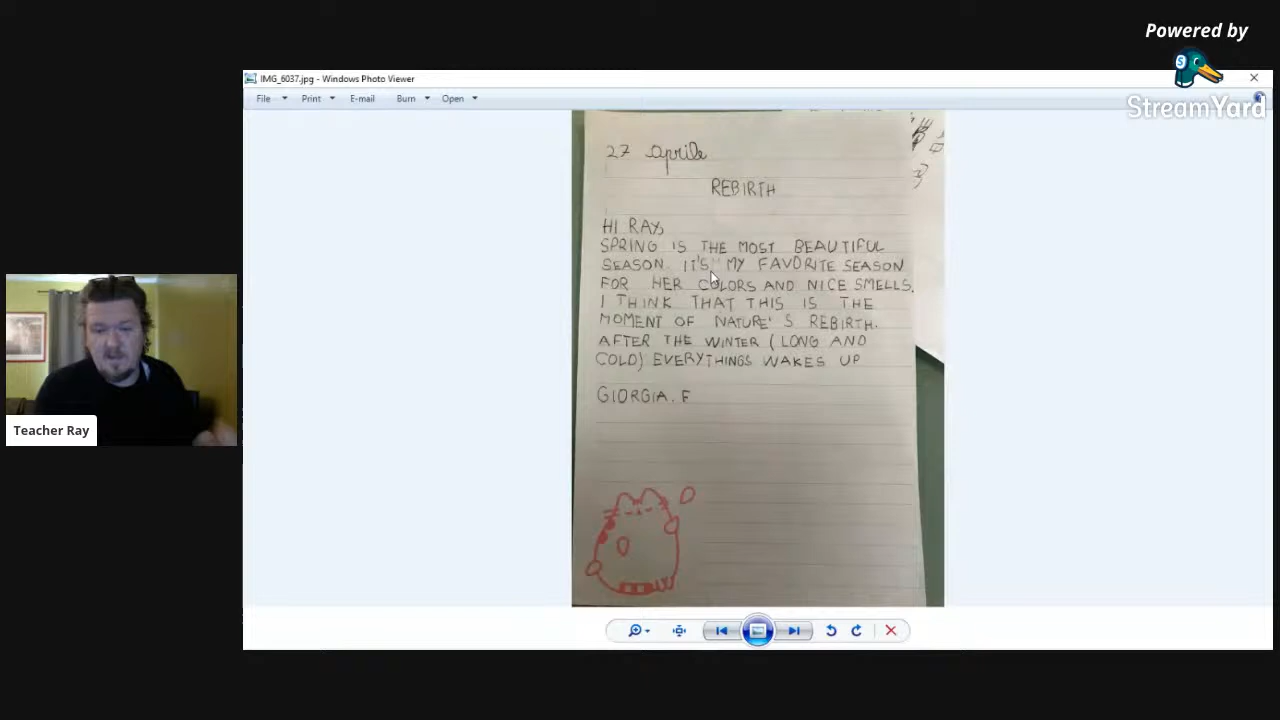 Powered by
StreamYard
IMG_6037.jpg - Windows Photo Viewer
File Print E-mail Burn Open
27 Aprile
REBIRTH
HI RAY,
SPRING IS THE MOST BEAUTIFUL
SEASON. IT'S MY FAVORITE SEASON
FOR HER COLORS AND NICE SMELLS.
I THINK THAT THIS IS THE
MOMENT OF NATURE'S REBIRTH.
AFTER THE WINTER (LONG AND
COLD) EVERYTHINGS WAKES UP
GIORGIA. F
Teacher Ray